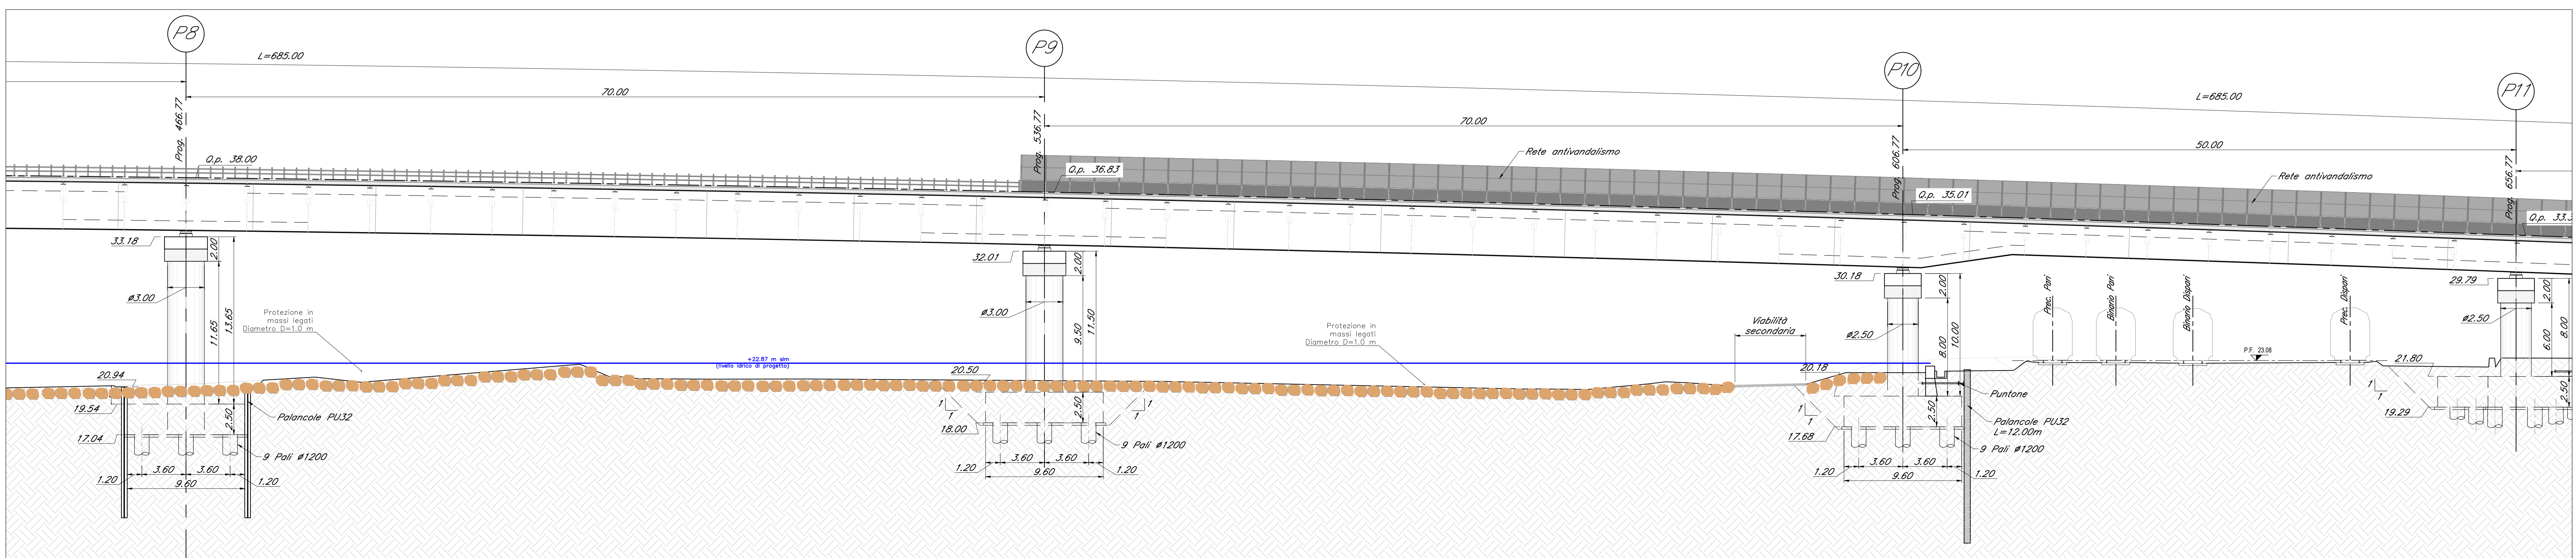 P8
P9
P10
P11
L=685.00
L=685.00
70.00
70.00
50.00
Prog. 466.77
Prog. 536.77
Prog. 606.77
Prog. 656.77
Q.p. 38.00
Q.p. 36.83
Q.p. 35.01
Rete antivandalismo
Rete antivandalismo
33.18
2.00
ø3.00
11.65
13.65
Protezione in
massi legati
Diametro D=1.0 m
20.94
19.54
2.50
Palancole PU32
17.04
9 Pali ø1200
3.60
3.60
1.20
1.20
9.60
+22.87 m slm
(livello idrico di progetto)
32.01
2.00
ø3.00
9.50
11.50
20.50
1
1
2.50
1
1
18.00
9 Pali ø1200
3.60
3.60
1.20
1.20
9.60
Protezione in
massi legati
Diametro D=1.0 m
Viabilità
secondaria
30.18
2.00
ø2.50
8.00
10.00
20.18
Puntone
1
1
2.50
Palancole PU32
L=12.00m
17.68
9 Pali ø1200
3.60
3.60
1.20
1.20
9.60
Prec. Pari
Binario Pari
Binario Dispari
Prec. Dispari
P.F. 23.08
29.79
2.00
ø2.50
6.00
8.00
21.80
1
1
2.50
19.29